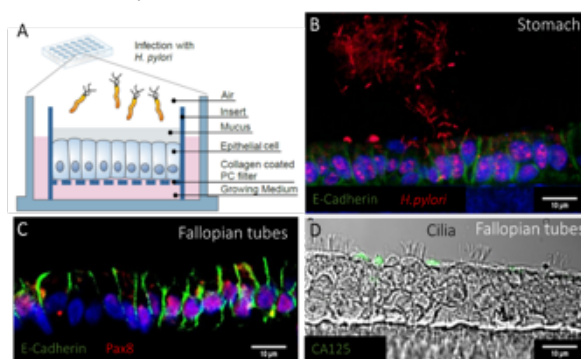 A
Infection with
H. pylori
Air
Insert
Mucus
Epithelial cell
Collagen coated
PC filter
Growing Medium
B
Stomach
E-Cadherin
H.pylori
10 µm
C
Fallopian tubes
E-Cadherin
Pax8
10 µm
D
Cilia
Fallopian tubes
CA125
10 µm